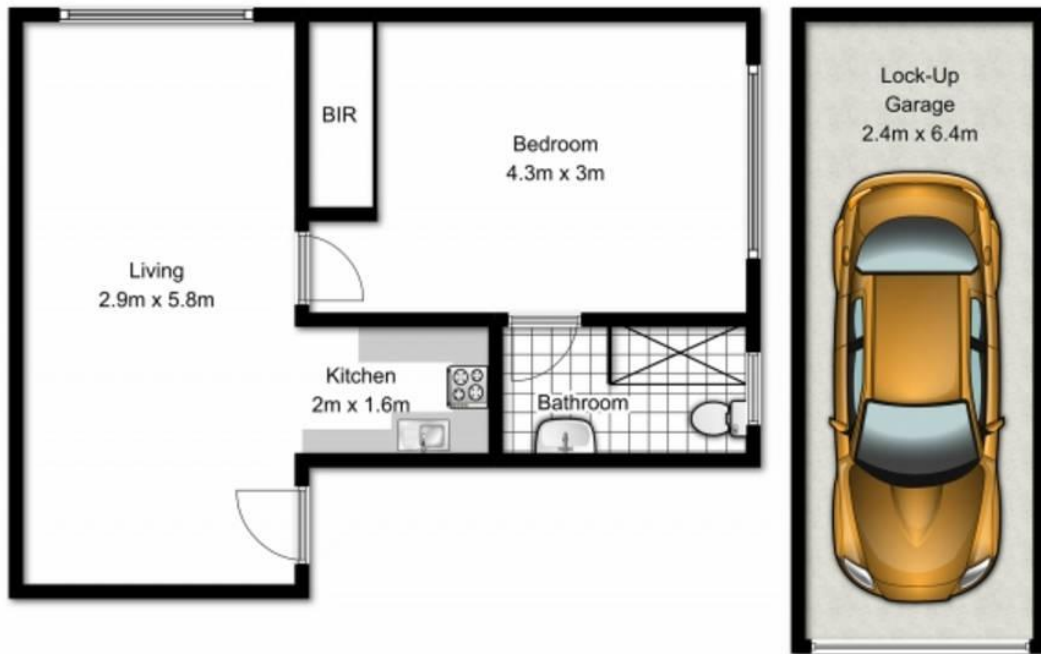 BIR
Bedroom
4.3m x 3m
Living
2.9m x 5.8m
Kitchen
2m x 1.6m
Bathroom
Lock-Up
Garage
2.4m x 6.4m